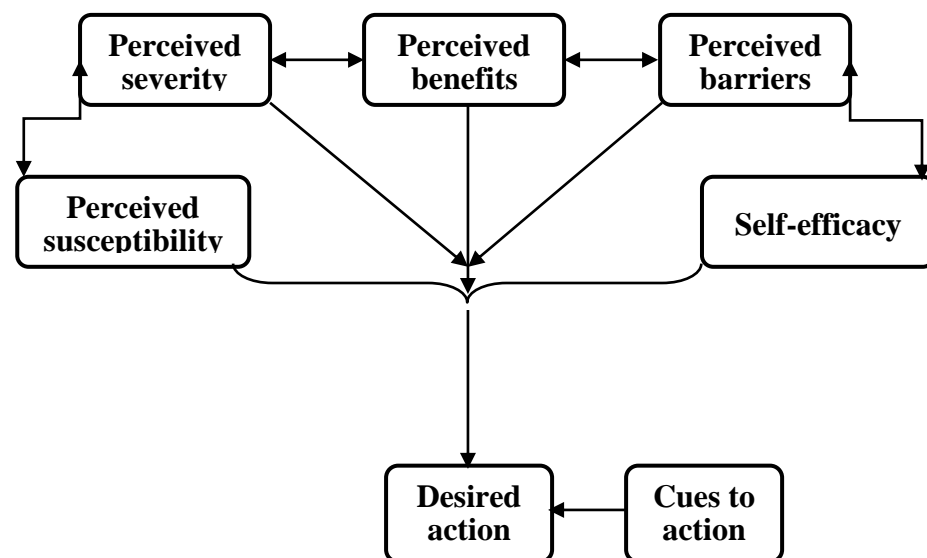 Perceived
severity
Perceived
benefits
Perceived
barriers
Perceived
susceptibility
Self-efficacy
Desired
action
Cues to
action